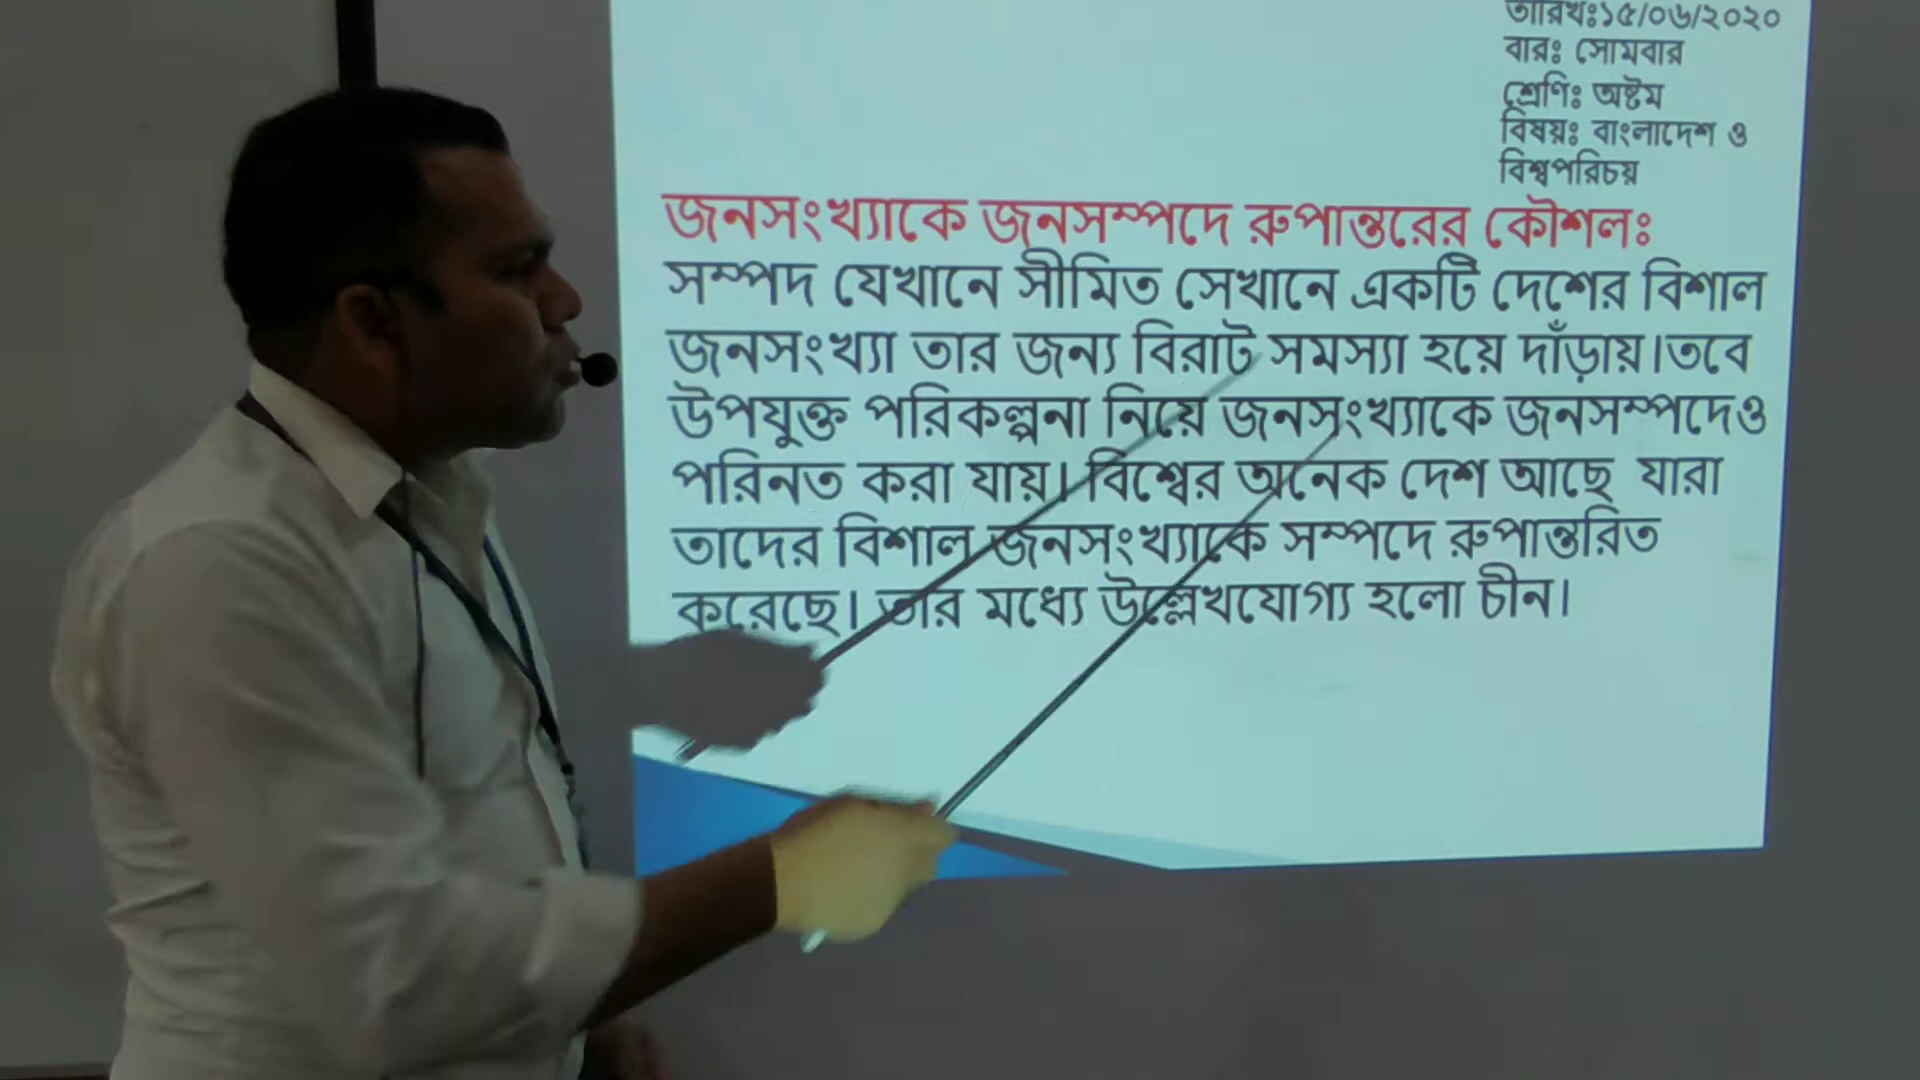 তারিখঃ১৫/০৬/২০২০
বারঃ সোমবার
শ্রেণিঃ অষ্টম
বিষয়ঃ বাংলাদেশ ও
বিশ্বপরিচয়
জনসংখ্যাকে জনসম্পদে রুপান্তরের কৌশলঃ
সম্পদ যেখানে সীমিত সেখানে একটি দেশের বিশাল
জনসংখ্যা তার জন্য বিরাট সমস্যা হয়ে দাঁড়ায়।তবে
উপযুক্ত পরিকল্পনা নিয়ে জনসংখ্যাকে জনসম্পদেও
পরিনত করা যায়। বিশ্বের অনেক দেশ আছে যারা
তাদের বিশাল জনসংখ্যাকে সম্পদে রুপান্তরিত
করেছে। তার মধ্যে উল্লেখযোগ্য হলো চীন।